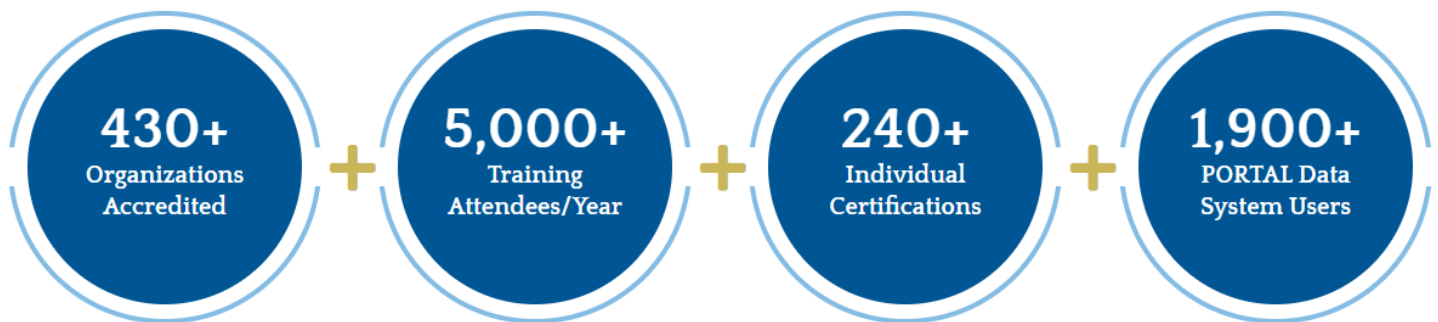 430+
Organizations
Accredited
5,000+
Training
Attendees/Year
240+
Individual
Certifications
1,900+
PORTAL Data
System Users